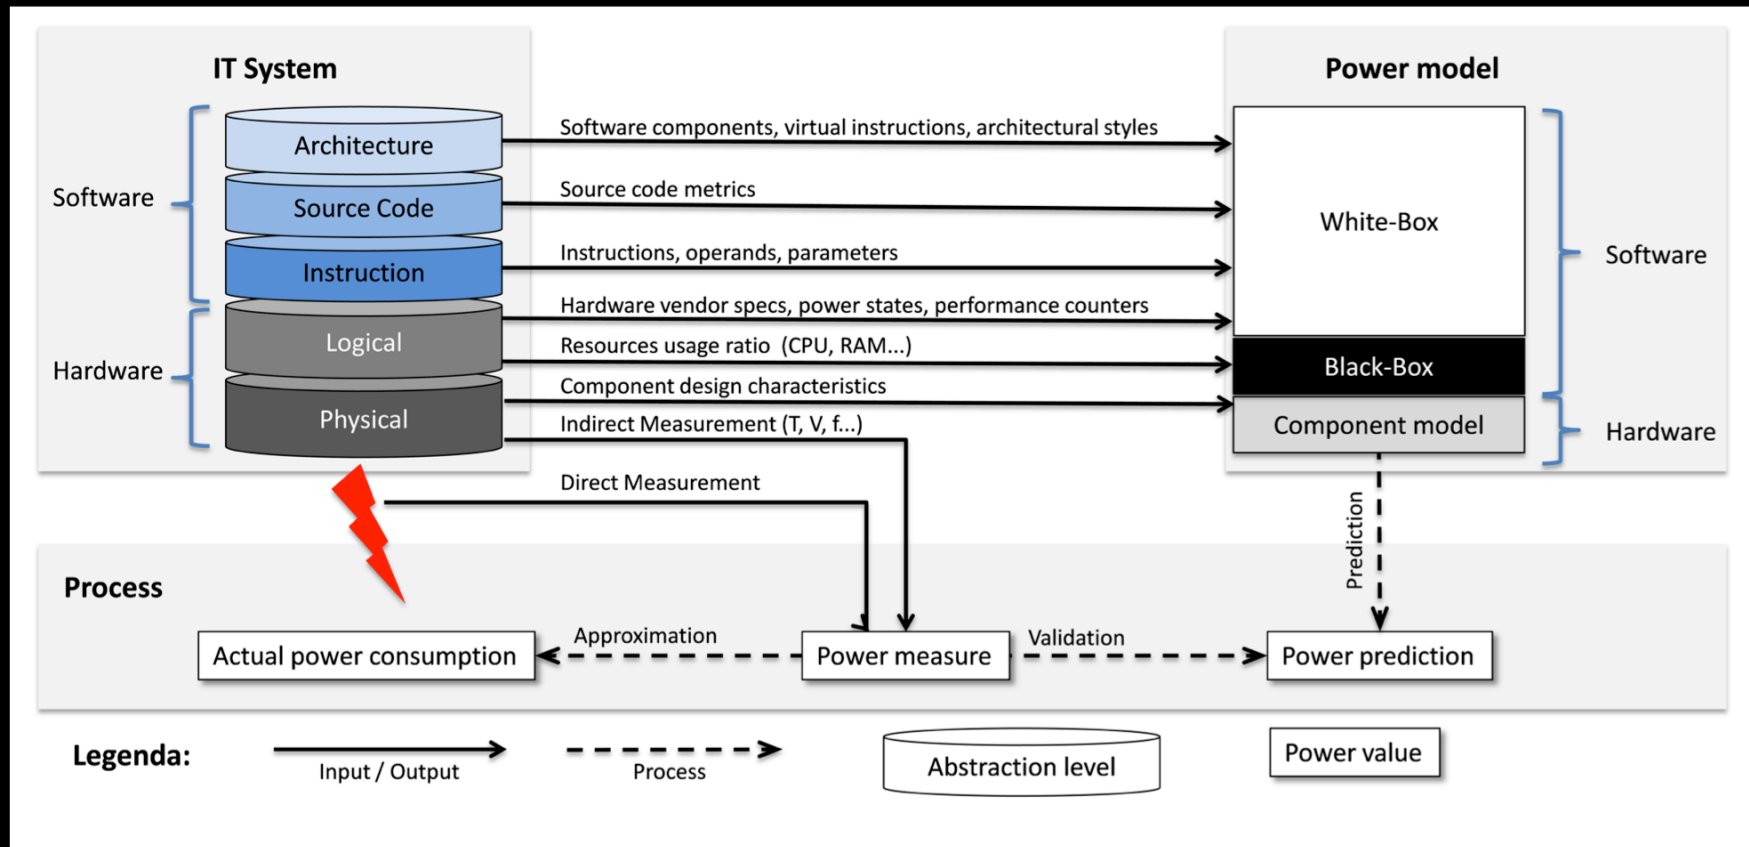 IT System
Power model
Software
Architecture
Source Code
Instruction
Hardware
Logical
Physical
Software components, virtual instructions, architectural styles
Source code metrics
Instructions, operands, parameters
Hardware vendor specs, power states, performance counters
Resources usage ratio (CPU, RAM...)
Component design characteristics
Indirect Measurement (T, V, f...)
Direct Measurement
White-Box
Black-Box
Component model
Software
Hardware
Prediction
Process
Actual power consumption
Approximation
Power measure
Validation
Power prediction
Legenda:
Input / Output
Process
Abstraction level
Power value